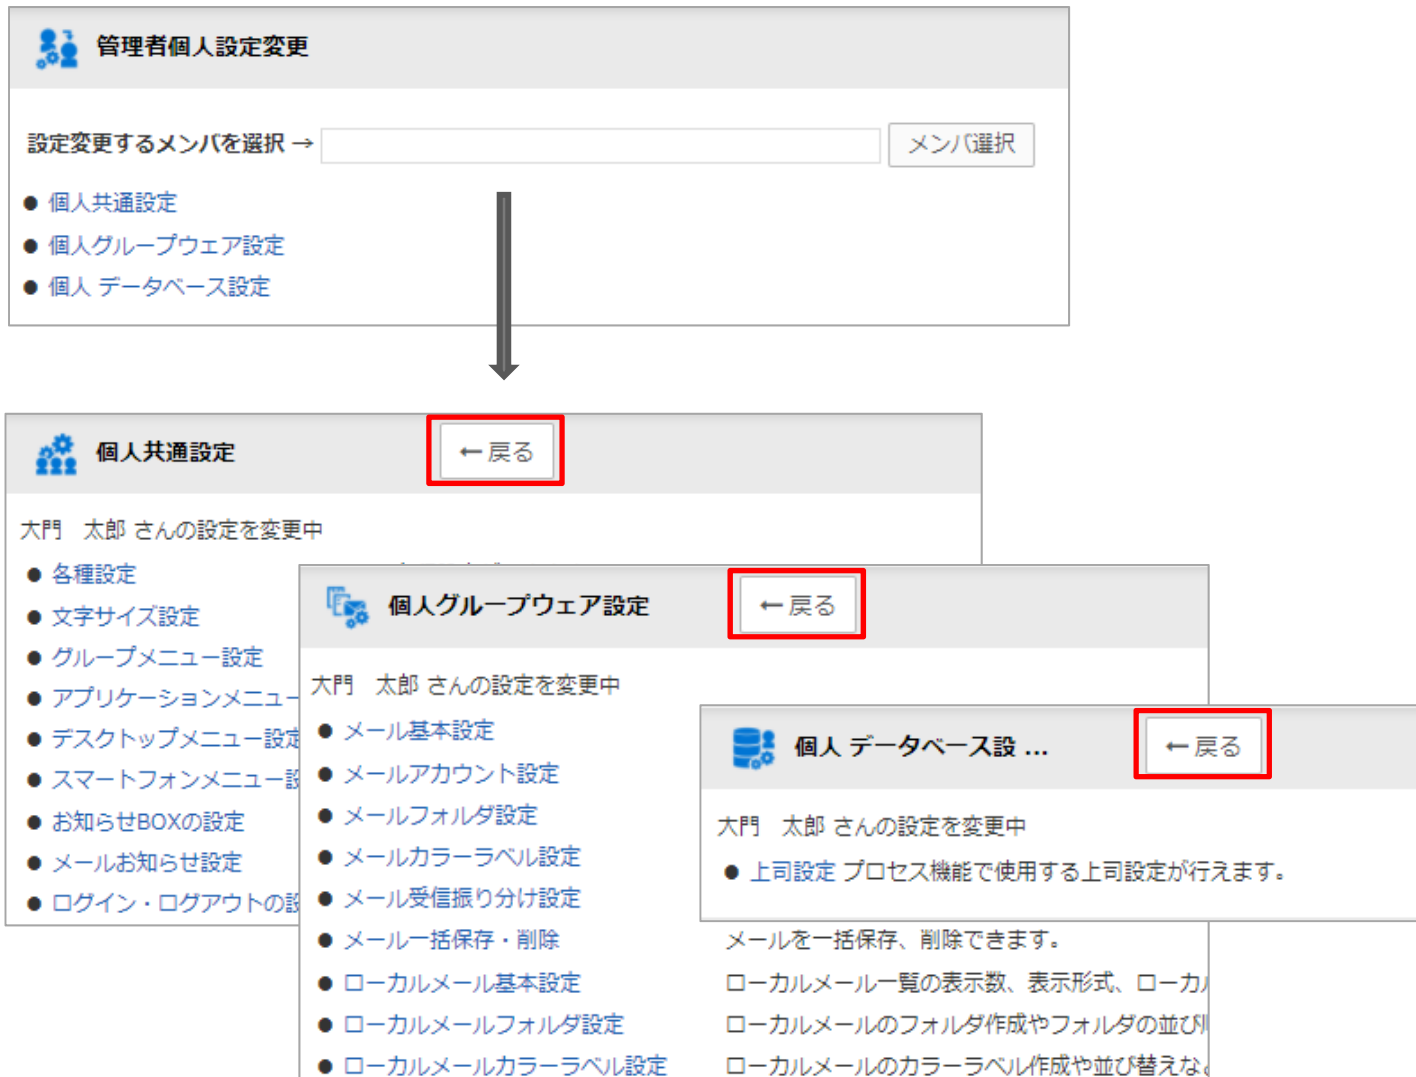 管理者個人設定変更
設定変更するメンバを選択 →
メンバ選択
● 個人共通設定
● 個人グループウェア設定
● 個人 データベース設定
個人共通設定
←戻る
大門　太郎 さんの設定を変更中
● 各種設定
● 文字サイズ設定
● グループメニュー設定
● アプリケーションメニュー
● デスクトップメニュー設定
● スマートフォンメニュー設
● お知らせBOXの設定
● メールお知らせ設定
● ログイン・ログアウトの設
個人グループウェア設定
←戻る
大門　太郎 さんの設定を変更中
● メール基本設定
● メールアカウント設定
● メールフォルダ設定
● メールカラーラベル設定
● メール受信振り分け設定
● メール一括保存・削除 メールを一括保存、削除できます。
● ローカルメール基本設定 ローカルメール一覧の表示数、表示形式、ローカ
● ローカルメールフォルダ設定 ローカルメールのフォルダ作成やフォルダの並び
● ローカルメールカラーラベル設定 ローカルメールのカラーラベル作成や並び替えな
個人 データベース設 ...
←戻る
大門　太郎 さんの設定を変更中
● 上司設定 プロセス機能で使用する上司設定が行えます。